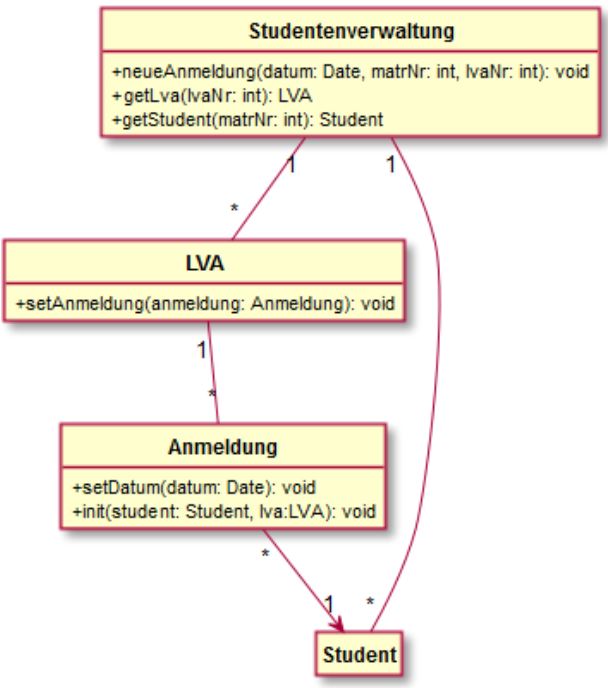 Studentenverwaltung
+neueAnmeldung(datum: Date, matrNr: int, lvaNr: int): void
+getLva(lvaNr: int): LVA
+getStudent(matrNr: int): Student
1
1
*
LVA
+setAnmeldung(anmeldung: Anmeldung): void
1
*
Anmeldung
+setDatum(datum: Date): void
+init(student: Student, lva:LVA): void
*
1
*
Student